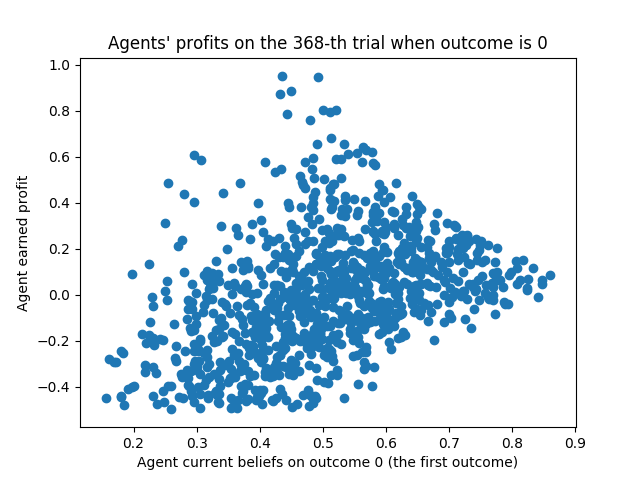 Agents' profits on the 368-th trial when outcome is 0
1.0
0.8
0.6
0.4
0.2
0.0
−0.2
−0.4
Agent earned profit
0.2 0.3 0.4 0.5 0.6 0.7 0.8 0.9
Agent current beliefs on outcome 0 (the first outcome)